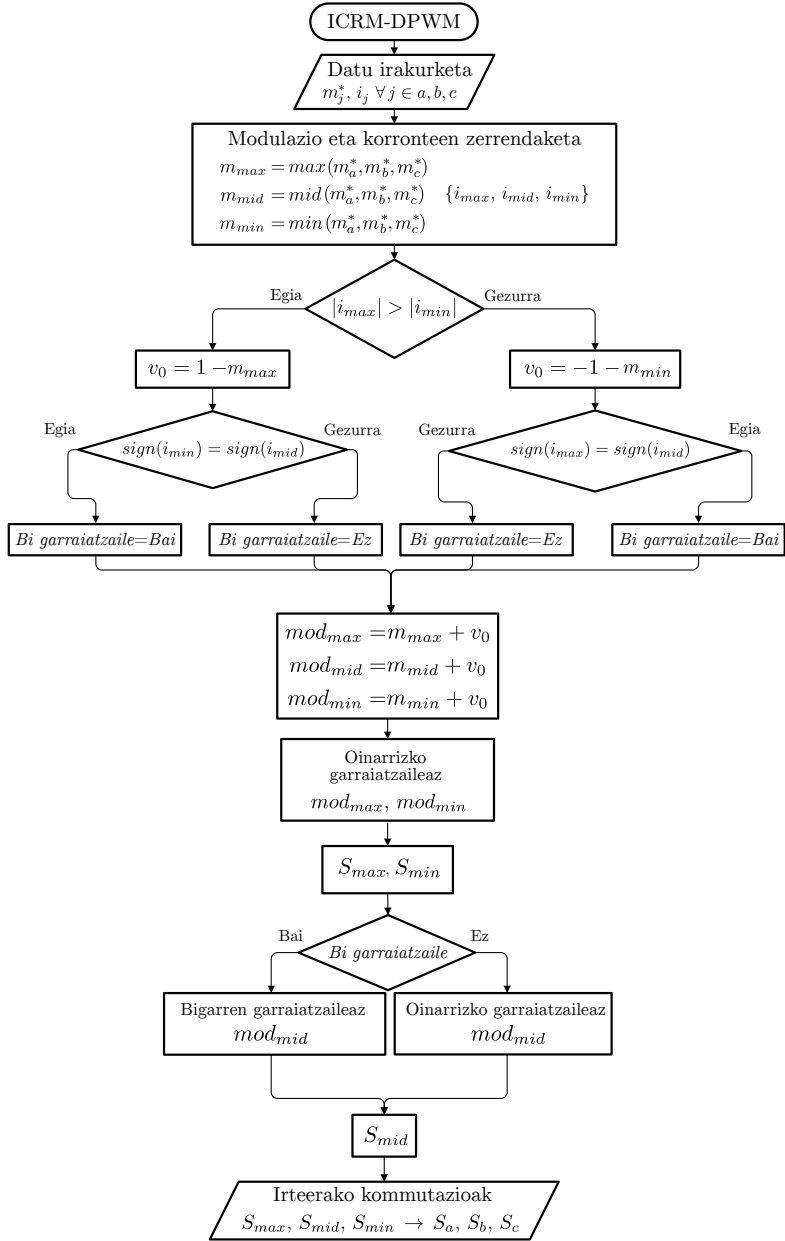 ICRM-DPWM
Datu irakurketa
m*_j, i_j ∀ j ∈ a, b, c
Modulazio eta korronteen zerrendaketa
m_max = max(m*_a, m*_b, m*_c)
m_mid = mid(m*_a, m*_b, m*_c) {i_max, i_mid, i_min}
m_min = min(m*_a, m*_b, m*_c)
Egia
Gezurra
|i_max| > |i_min|
v_0 = 1 − m_max
v_0 = −1 − m_min
Egia
Gezurra
sign(i_min) = sign(i_mid)
Gezurra
Egia
sign(i_max) = sign(i_mid)
Bi garraiatzaile=Bai
Bi garraiatzaile=Ez
Bi garraiatzaile=Ez
Bi garraiatzaile=Bai
mod_max = m_max + v_0
mod_mid = m_mid + v_0
mod_min = m_min + v_0
Oinarrizko
garraiatzaileaz
mod_max, mod_min
S_max, S_min
Bai
Ez
Bi garraiatzaile
Bigarren garraiatzaileaz
mod_mid
Oinarrizko garraiatzaileaz
mod_mid
S_mid
Irteerako kommutazioak
S_max, S_mid, S_min → S_a, S_b, S_c